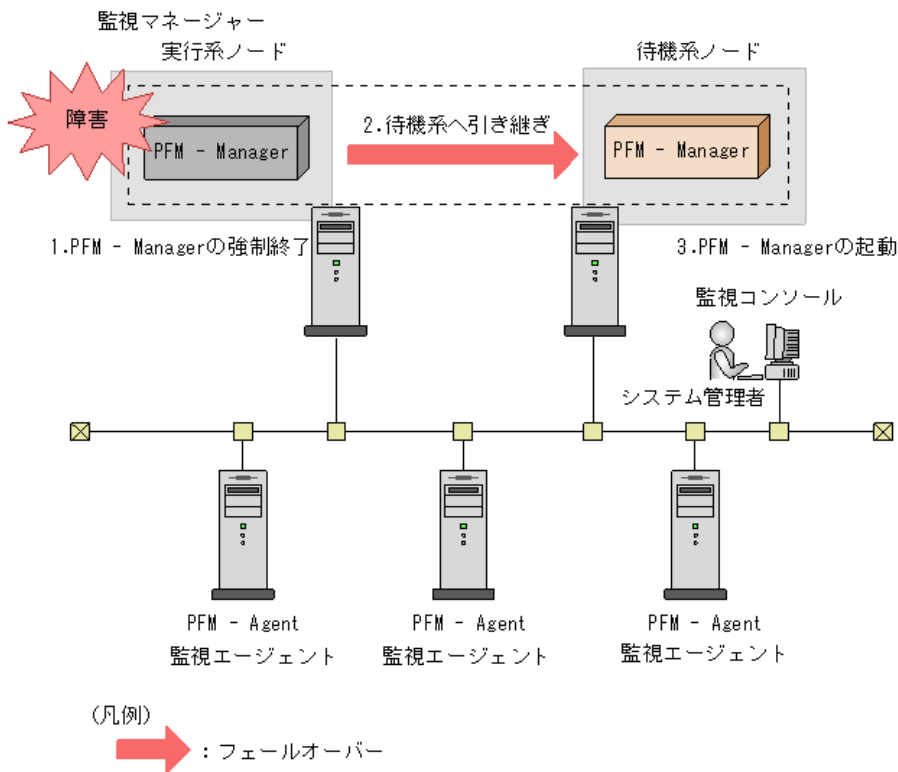 監視マネージャー
実行系ノード
待機系ノード
障害
PFM - Manager
2.待機系へ引き継ぎ
PFM - Manager
1.PFM - Managerの強制終了
3.PFM - Managerの起動
監視コンソール
システム管理者
PFM - Agent
監視エージェント
PFM - Agent
監視エージェント
PFM - Agent
監視エージェント
(凡例)
:フェールオーバー